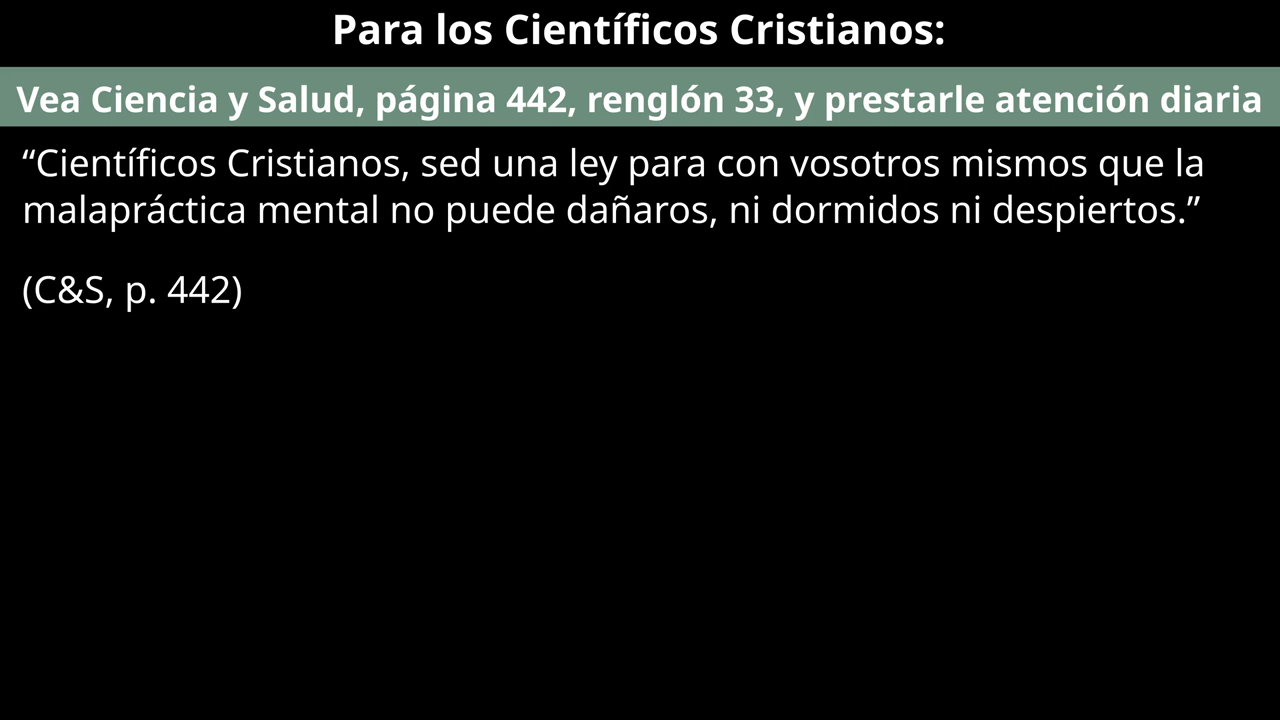 Para los Científicos Cristianos:
Vea Ciencia y Salud, página 442, renglón 33, y prestarle atención diaria
“Científicos Cristianos, sed una ley para con vosotros mismos que la
malapráctica mental no puede dañaros, ni dormidos ni despiertos.”
(C&S, p. 442)